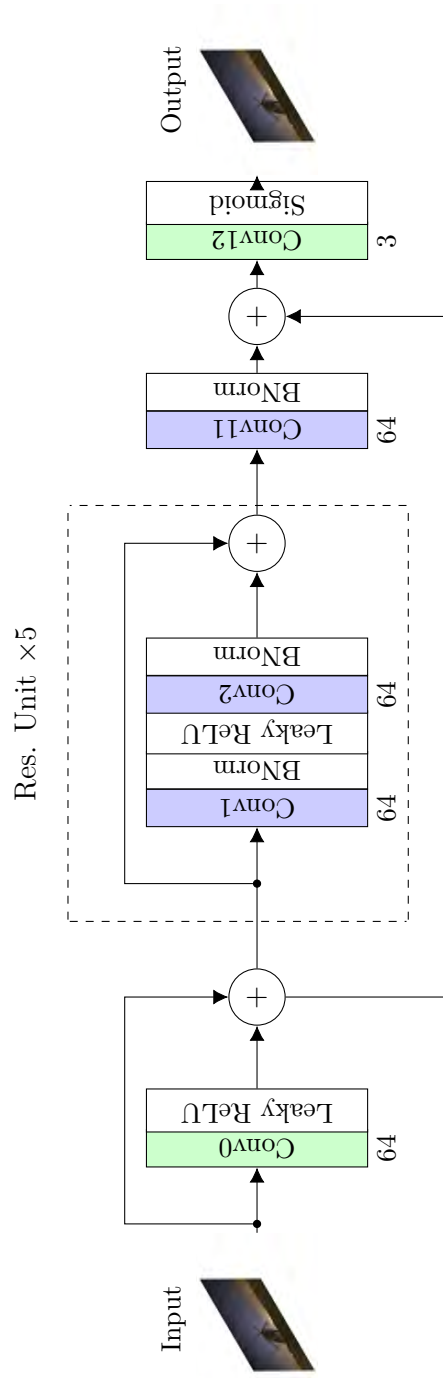 Input
Conv0
Leaky ReLU
64
+
Res. Unit ×5
Conv1
BNorm
Leaky ReLU
Conv2
BNorm
64
64
+
Conv11
BNorm
64
+
Conv12
Sigmoid
3
Output